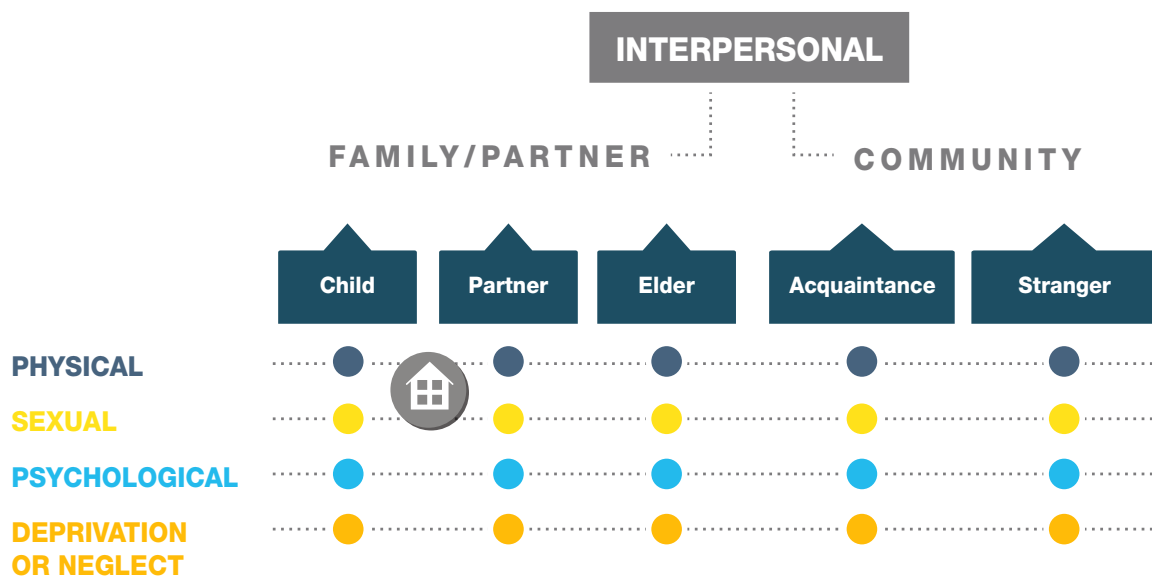 INTERPERSONAL
FAMILY/PARTNER
COMMUNITY
Child
Partner
Elder
Acquaintance
Stranger
PHYSICAL
SEXUAL
PSYCHOLOGICAL
DEPRIVATION
OR NEGLECT